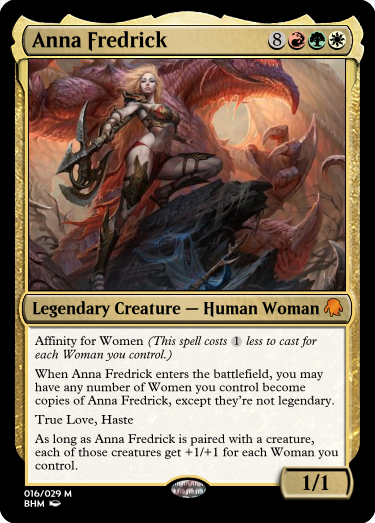 Anna Fredrick 8
Legendary Creature — Human Woman
Affinity for Women (This spell costs 1 less to cast for
each Woman you control.)
When Anna Fredrick enters the battlefield, you may
have any number of Women you control become
copies of Anna Fredrick, except they're not legendary.
True Love, Haste
As long as Anna Fredrick is paired with a creature,
each of those creatures get +1/+1 for each Woman you
control.
1/1
016/029 M
BHM